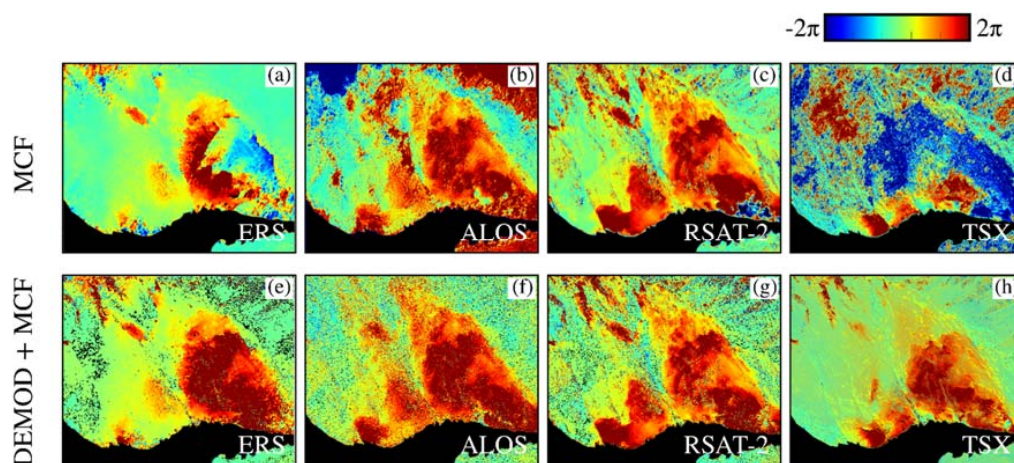 -2π 2π
MCF
(a) (b) (c) (d)
ERS ALOS RSAT-2 TSX
DEMOD + MCF
(e) (f) (g) (h)
ERS ALOS RSAT-2 TSX